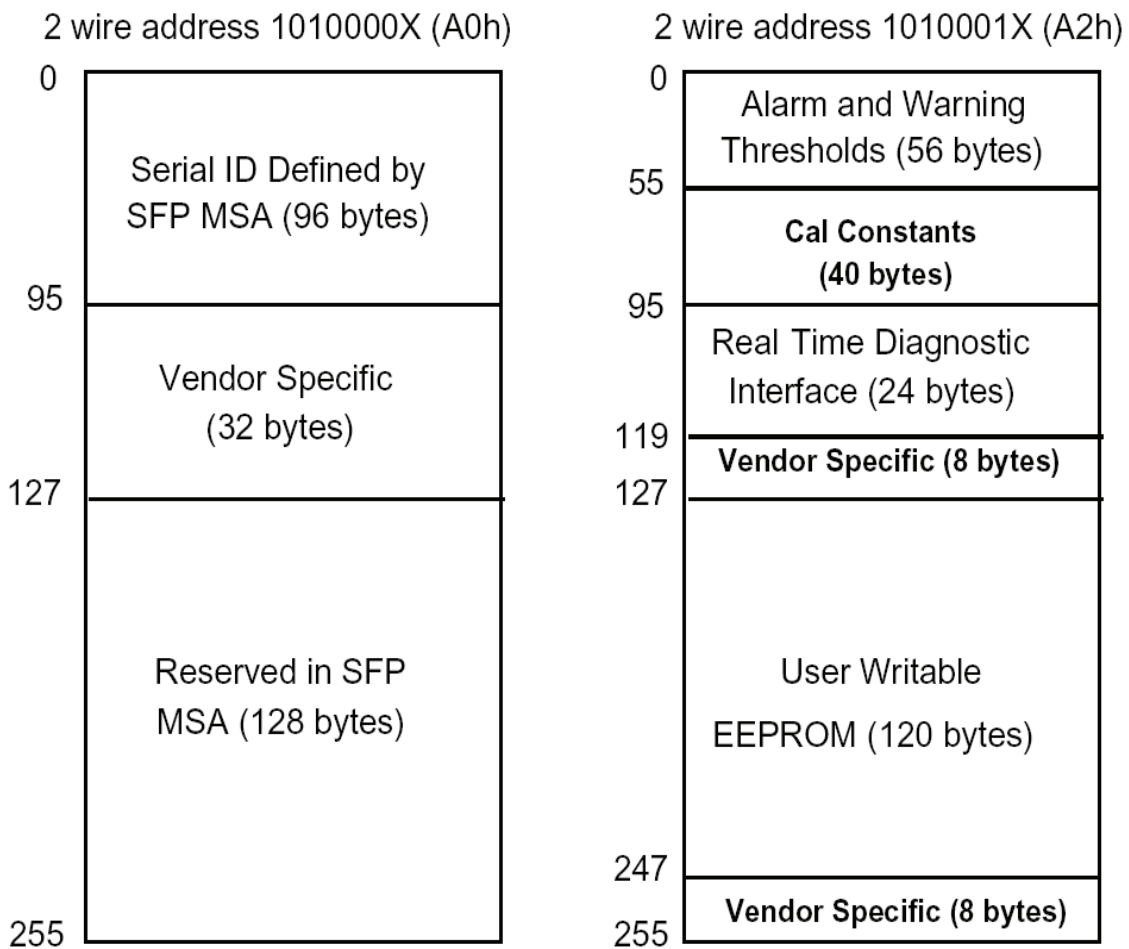 2 wire address 1010000X (A0h)
0
Serial ID Defined by
SFP MSA (96 bytes)
95
Vendor Specific
(32 bytes)
127
Reserved in SFP
MSA (128 bytes)
255
2 wire address 1010001X (A2h)
0
Alarm and Warning
Thresholds (56 bytes)
55
Cal Constants
(40 bytes)
95
Real Time Diagnostic
Interface (24 bytes)
119
Vendor Specific (8 bytes)
127
User Writable
EEPROM (120 bytes)
247
Vendor Specific (8 bytes)
255